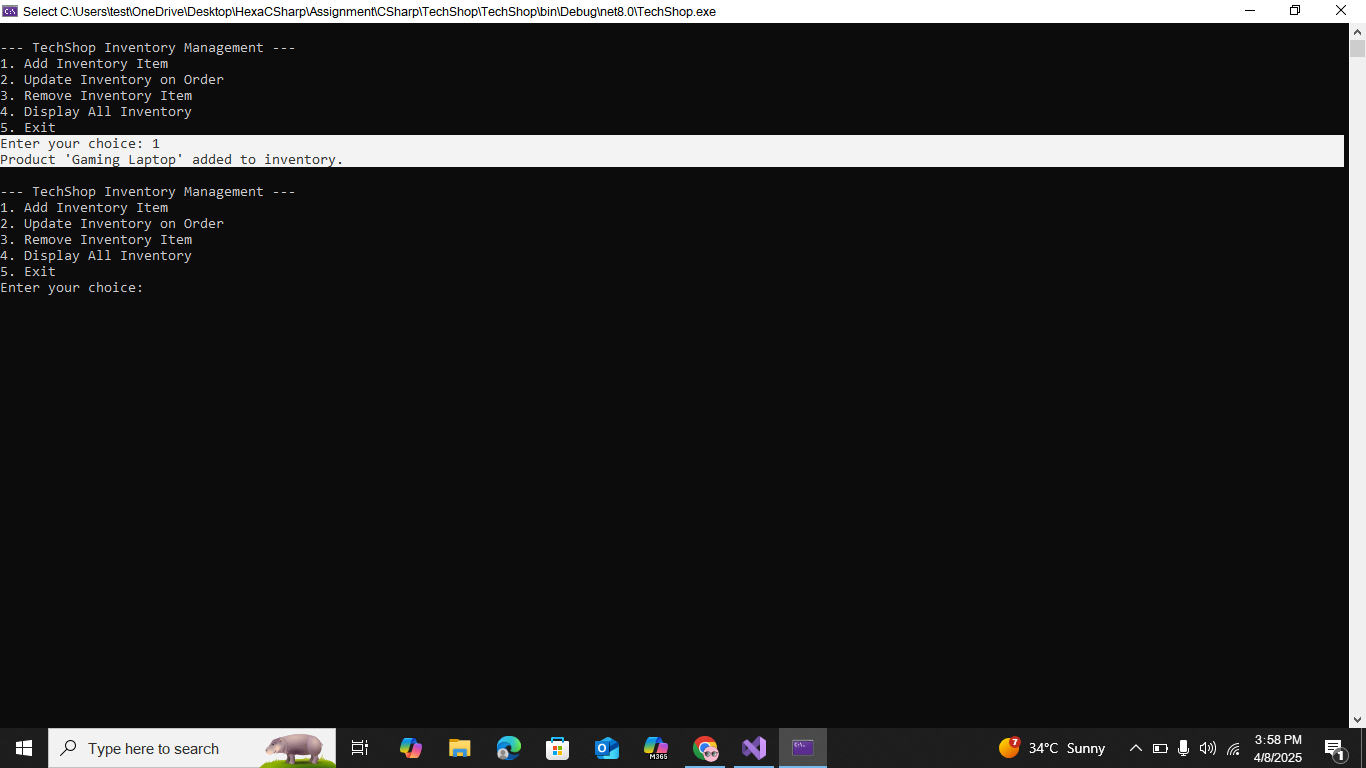 Select C:\Users\test\OneDrive\Desktop\HexaCSharp\Assignment\CSharp\TechShop\TechShop\bin\Debug\net8.0\TechShop.exe
--- TechShop Inventory Management ---
1. Add Inventory Item
2. Update Inventory on Order
3. Remove Inventory Item
4. Display All Inventory
5. Exit
Enter your choice: 1
Product 'Gaming Laptop' added to inventory.
--- TechShop Inventory Management ---
1. Add Inventory Item
2. Update Inventory on Order
3. Remove Inventory Item
4. Display All Inventory
5. Exit
Enter your choice:
Type here to search
M365
7
34°C Sunny
3:58 PM
4/8/2025
1